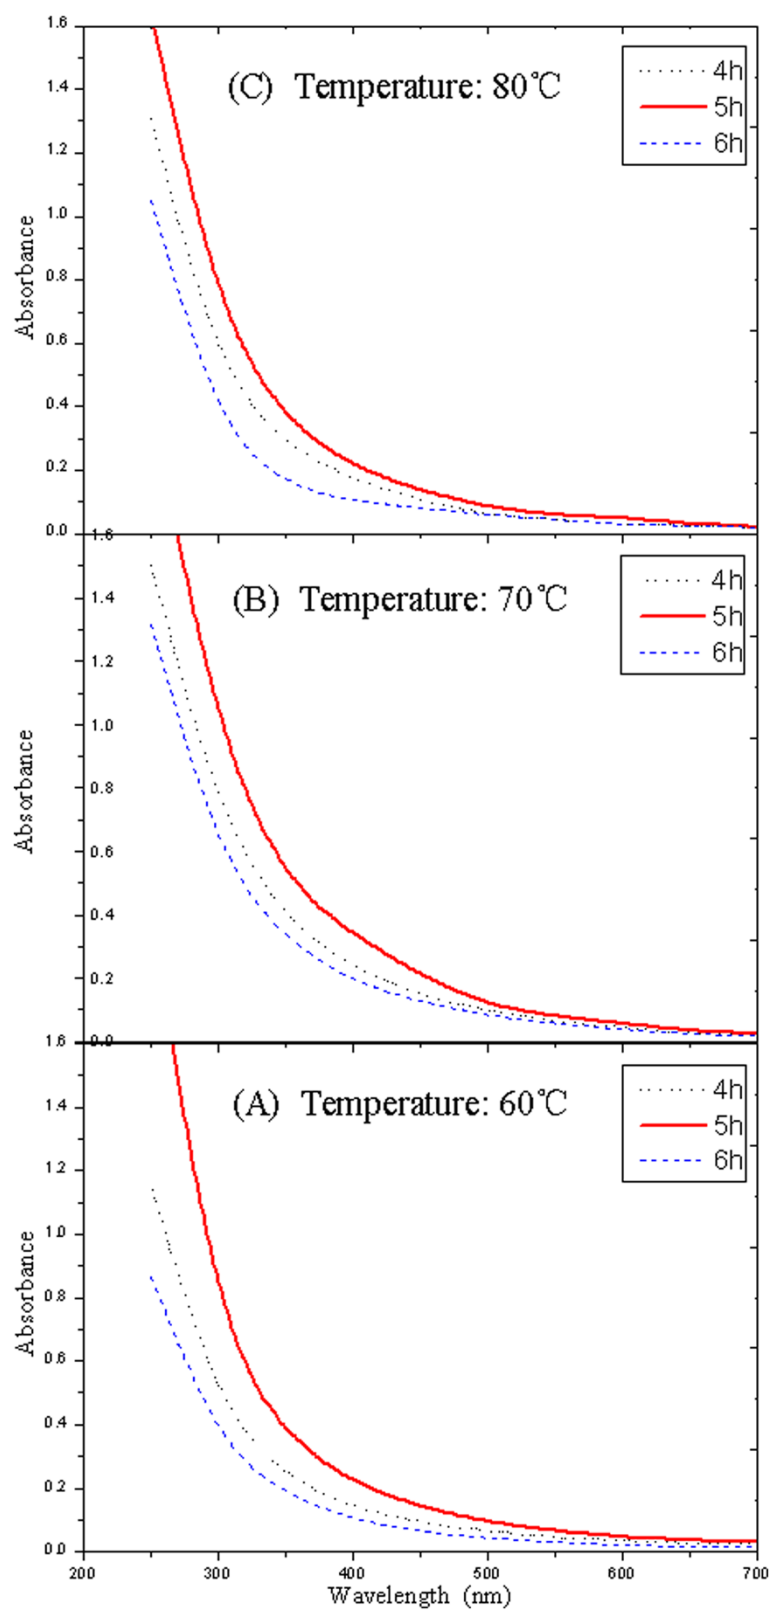 1.6
(C) Temperature: 80℃
4h
5h
6h
1.4
1.2
1.0
0.8
0.6
0.4
0.2
0.0
Absorbance
1.6
(B) Temperature: 70℃
4h
5h
6h
1.4
1.2
1.0
0.8
0.6
0.4
0.2
0.0
Absorbance
1.6
(A) Temperature: 60℃
4h
5h
6h
1.4
1.2
1.0
0.8
0.6
0.4
0.2
0.0
Absorbance
200 300 400 500 600 700
Wavelength (nm)